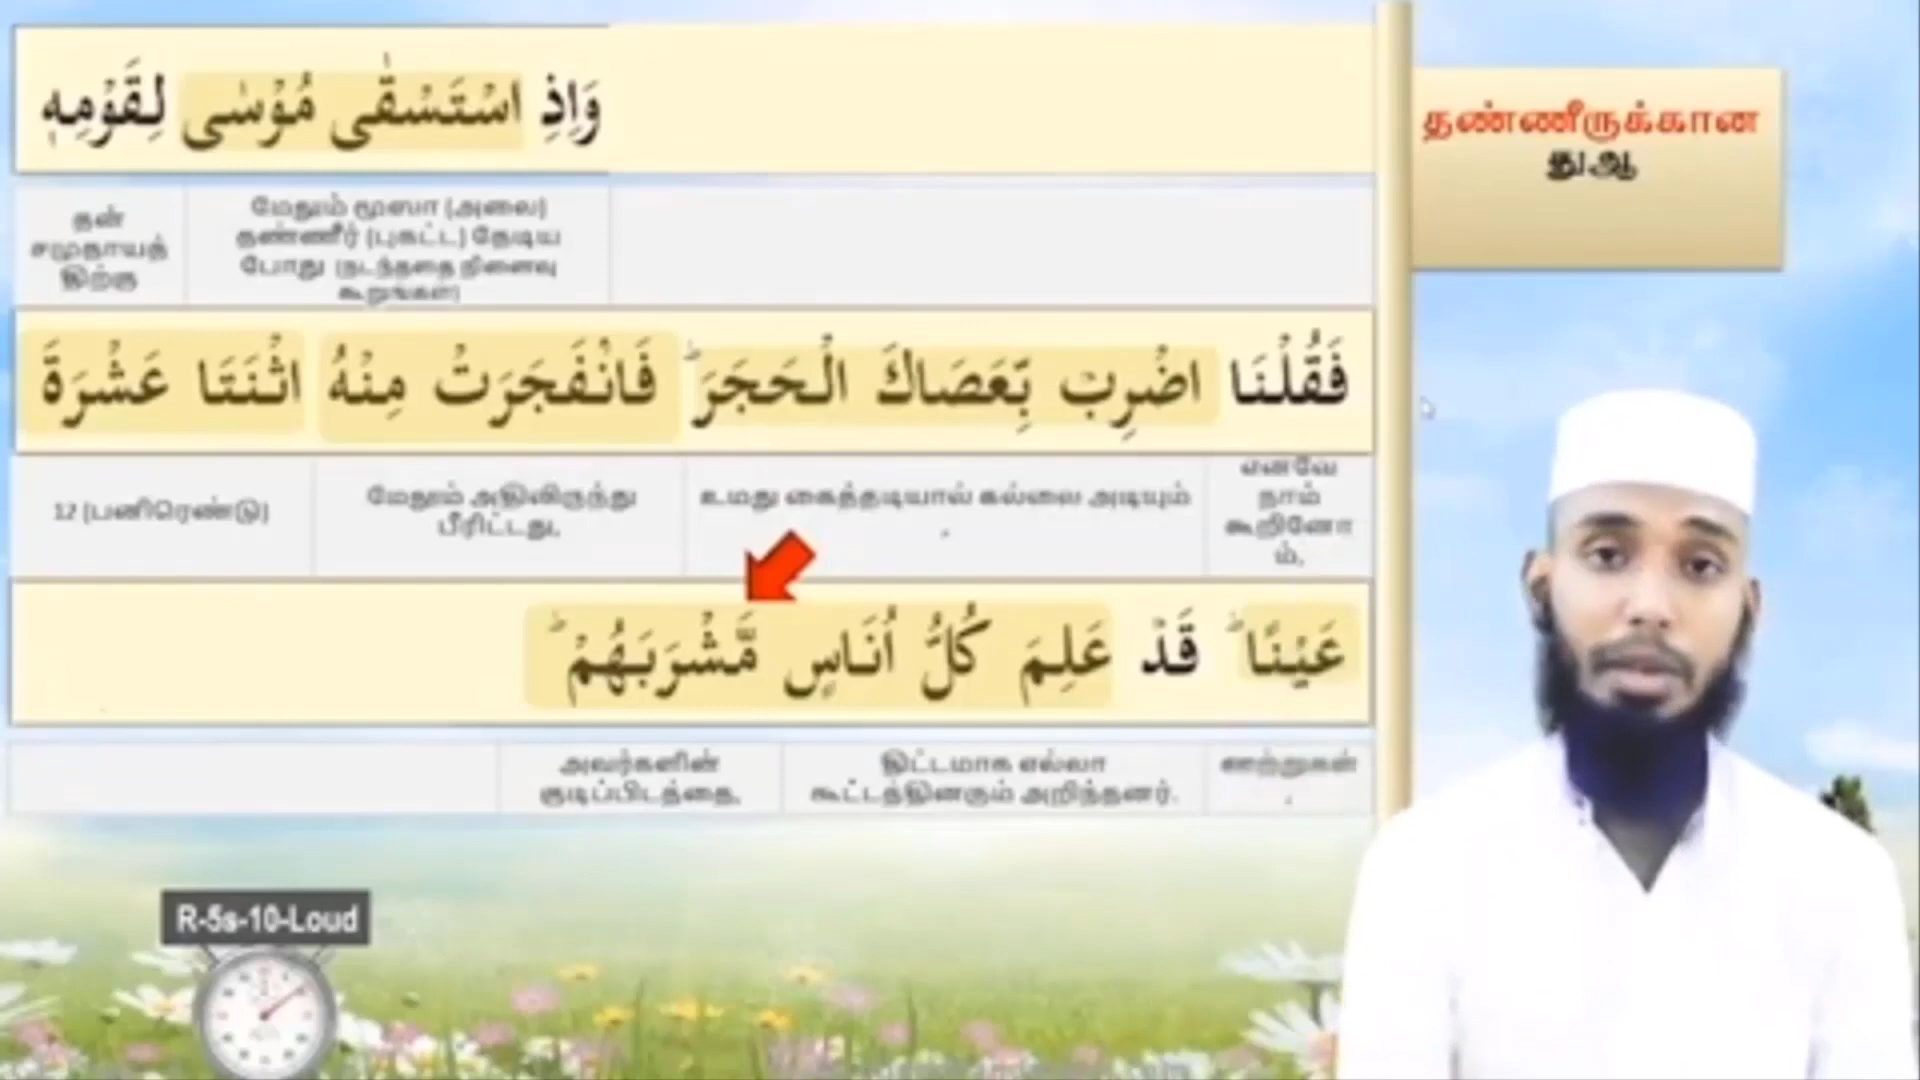 وَاِذِ اسْتَسْقٰى مُوْسٰى لِقَوْمِهٖ
தண்ணீருக்கான
துஆ
மேலும் மூஸா (அலை)
தண்ணீர் (புகட்ட) தேடிய
போது (நடந்ததை நினைவு
கூறுங்கள்)
தன்
சமுதாயத்
திற்கு
فَقُلْنَا اضْرِبْ بِّعَصَاكَ الْحَجَرَ ؕ فَانْفَجَرَتْ مِنْهُ اثْنَتَا عَشْرَةَ
எனவே
நாம்
கூறினோ
ம்,
உமது கைத்தடியால் கல்லை அடியும்
,
மேலும் அதிலிருந்து
பீரிட்டது,
12 (பனிரெண்டு)
عَيْنًا ؕ قَدْ عَلِمَ كُلُّ اُنَاسٍ مَّشْرَبَهُمْ ؕ
ஊற்றுகள்
.
திட்டமாக எல்லா
கூட்டத்தினரும் அறிந்தனர்.
அவர்களின்
குடிப்பிடத்தை,
R-5s-10-Loud